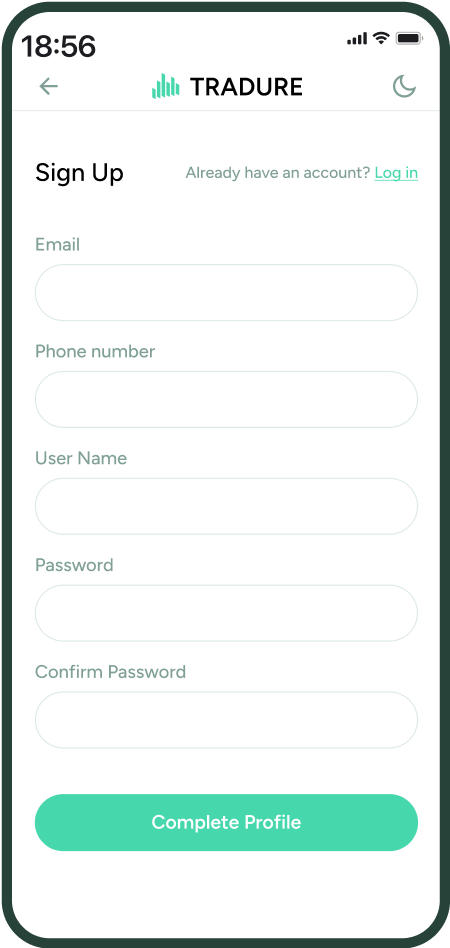 18:56
TRADURE
Sign Up
Already have an account? Log in
Email
Phone number
User Name
Password
Confirm Password
Complete Profile